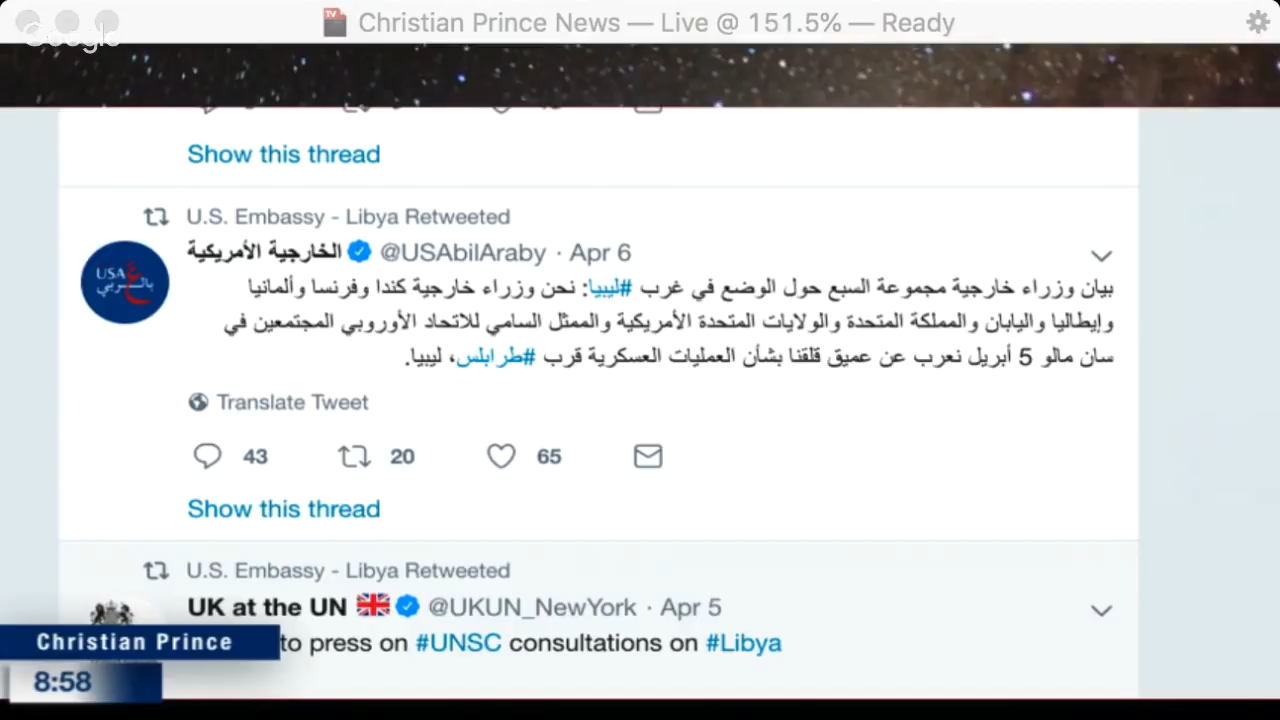 Christian Prince News — Live @ 151.5% — Ready
Google
Show this thread
U.S. Embassy - Libya Retweeted
الخارجية الأمريكية @USAbilAraby · Apr 6
USA
بالعربي
بيان وزراء خارجية مجموعة السبع حول الوضع في غرب #ليبيا: نحن وزراء خارجية كندا وفرنسا وألمانيا
وإيطاليا واليابان والمملكة المتحدة والولايات المتحدة الأمريكية والممثل السامي للاتحاد الأوروبي المجتمعين في
سان مالو 5 أبريل نعرب عن عميق قلقنا بشأن العمليات العسكرية قرب #طرابلس، ليبيا.
Translate Tweet
43 20 65
Show this thread
U.S. Embassy - Libya Retweeted
UK at the UN @UKUN_NewYork · Apr 5
to press on #UNSC consultations on #Libya
Christian Prince
8:58